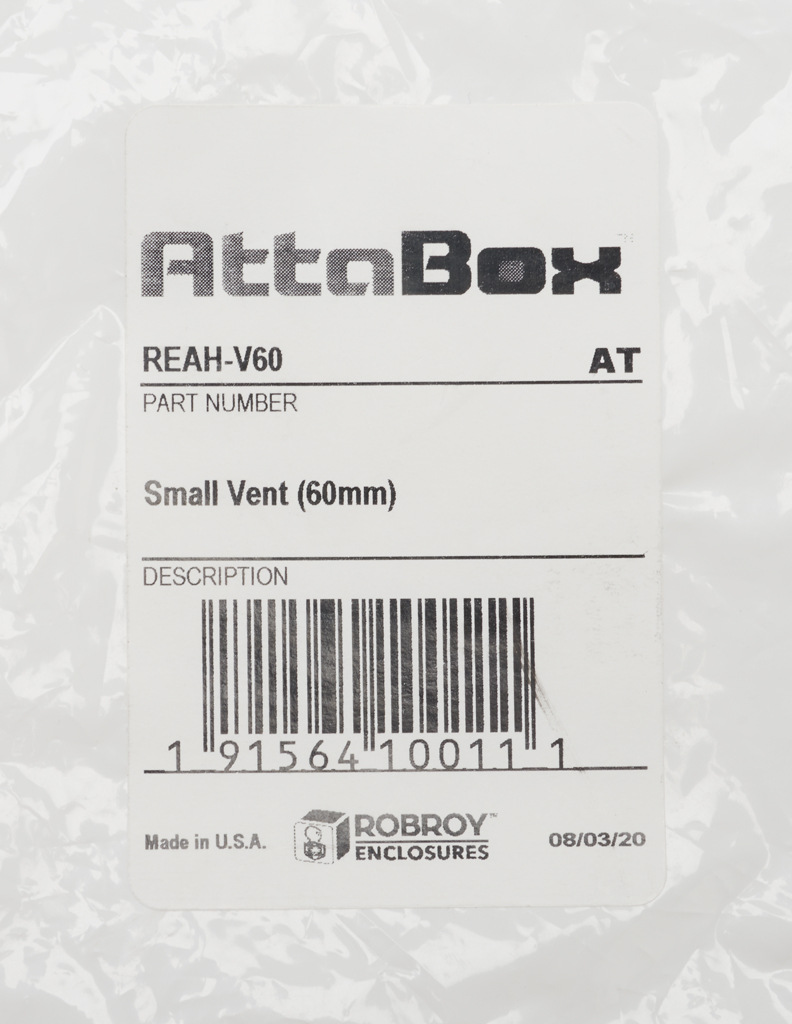 AttaBox™
REAH-V60 AT
PART NUMBER
Small Vent (60mm)
DESCRIPTION
1 91564 10011 1
Made in U.S.A. ROBROY™ ENCLOSURES 08/03/20